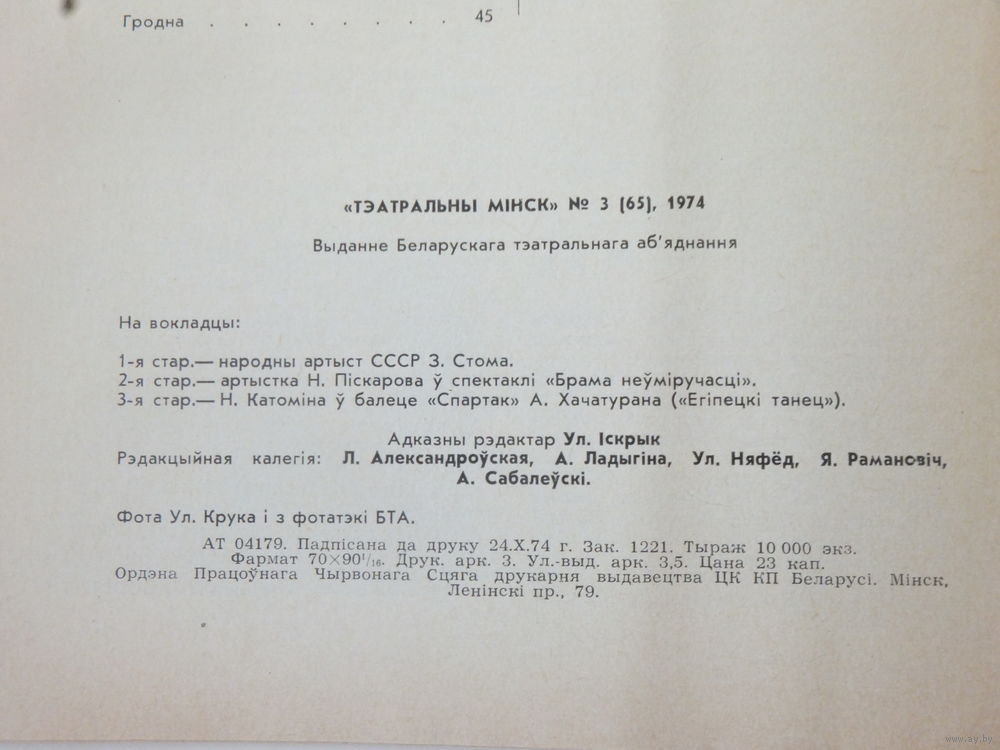 Гродна . . . . . . . . 45
«ТЭАТРАЛЬНЫ МІНСК» № 3 (65), 1974
Выданне Беларускага тэатральнага аб'яднання
На вокладцы:
1-я стар.— народны артыст СССР З. Стома.
2-я стар.— артыстка Н. Піскарова ў спектаклі «Брама неўміручасці».
3-я стар.— Н. Катоміна ў балеце «Спартак» А. Хачатурана («Егіпецкі танец»).
Адказны рэдактар Ул. Іскрык
Рэдакцыйная калегія: Л. Александроўская, А. Ладыгіна, Ул. Няфёд, Я. Рамановіч,
А. Сабалеўскі.
Фота Ул. Крука і з фотатэкі БТА.
АТ 04179. Падпісана да друку 24.X.74 г. Зак. 1221. Тыраж 10 000 экз.
Фармат 70×90¹/₁₆. Друк. арк. 3. Ул.-выд. арк. 3,5. Цана 23 кап.
Ордэна Працоўнага Чырвонага Сцяга друкарня выдавецтва ЦК КП Беларусі. Мінск,
Ленінскі пр., 79.
www.ay.by